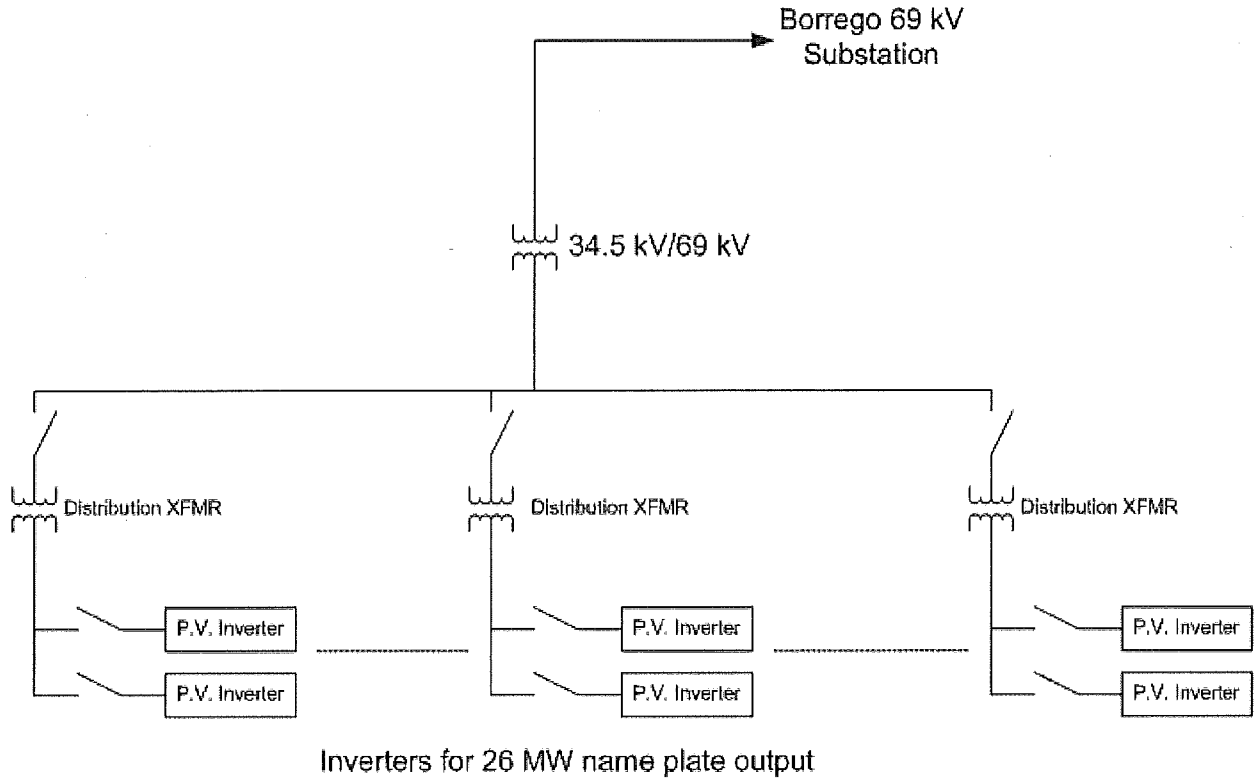 Borrego 69 kV
Substation
34.5 kV/69 kV
Distribution XFMR
Distribution XFMR
Distribution XFMR
P.V. Inverter
P.V. Inverter
P.V. Inverter
P.V. Inverter
P.V. Inverter
P.V. Inverter
Inverters for 26 MW name plate output